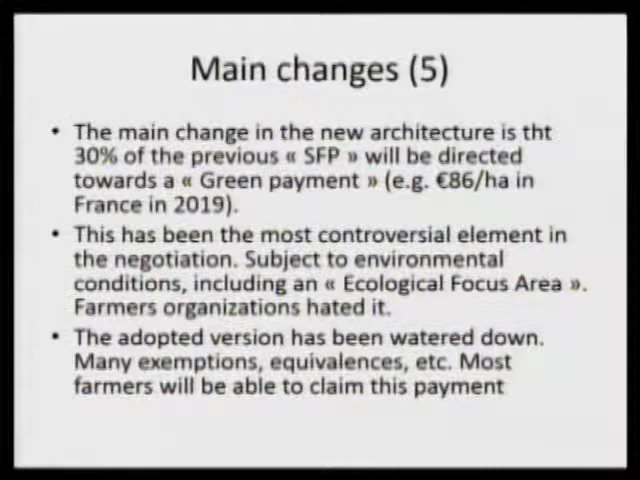 Main changes (5)
• The main change in the new architecture is tht
30% of the previous « SFP » will be directed
towards a « Green payment » (e.g. €86/ha in
France in 2019).
• This has been the most controversial element in
the negotiation. Subject to environmental
conditions, including an « Ecological Focus Area ».
Farmers organizations hated it.
• The adopted version has been watered down.
Many exemptions, equivalences, etc. Most
farmers will be able to claim this payment